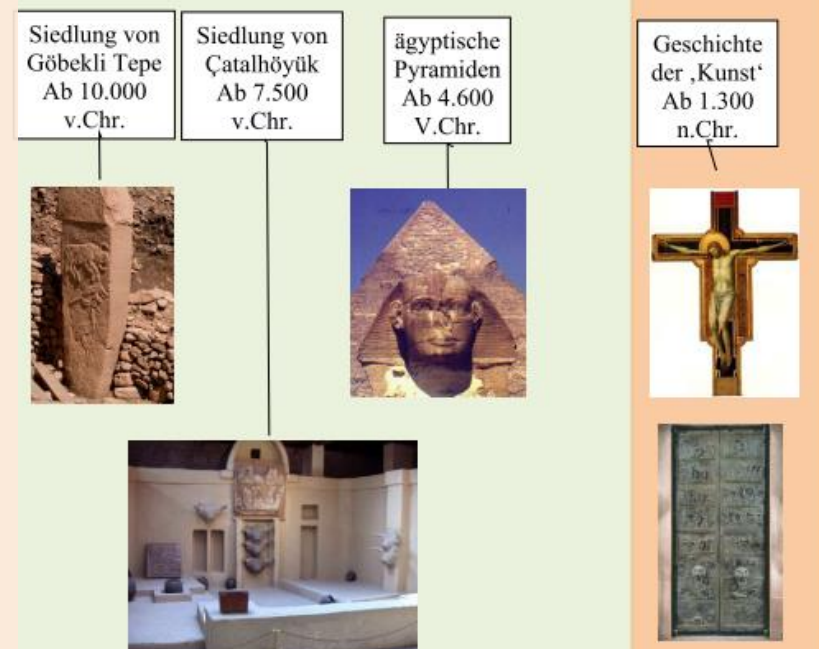 Siedlung von
Göbekli Tepe
Ab 10.000
v.Chr.
Siedlung von
Çatalhöyük
Ab 7.500
v.Chr.
ägyptische
Pyramiden
Ab 4.600
V.Chr.
Geschichte
der ‚Kunst‘
Ab 1.300
n.Chr.